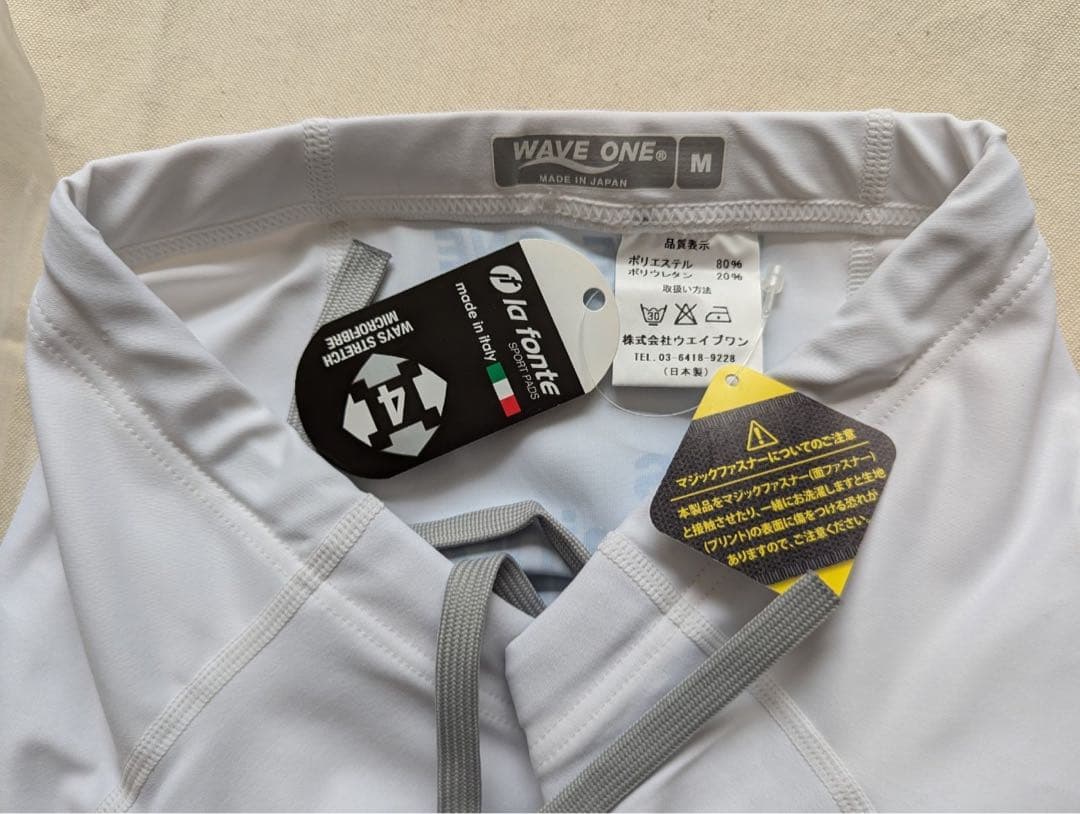 WAVE ONE®
MADE IN JAPAN
M
la fonte
SPORT PADS
made in italy
4
WAYS STRETCH
MICROFIBRE
品質表示
ポリエステル 80%
ポリウレタン 20%
取扱い方法
30
株式会社ウエイブワン
TEL.03-6418-9228
(日本製)
マジックファスナーについてのご注意
本製品をマジックファスナー(面ファスナー)
と接触させたり、一緒にお洗濯しますと生地
(プリント)の表面に傷をつける恐れが
ありますので、ご注意ください。